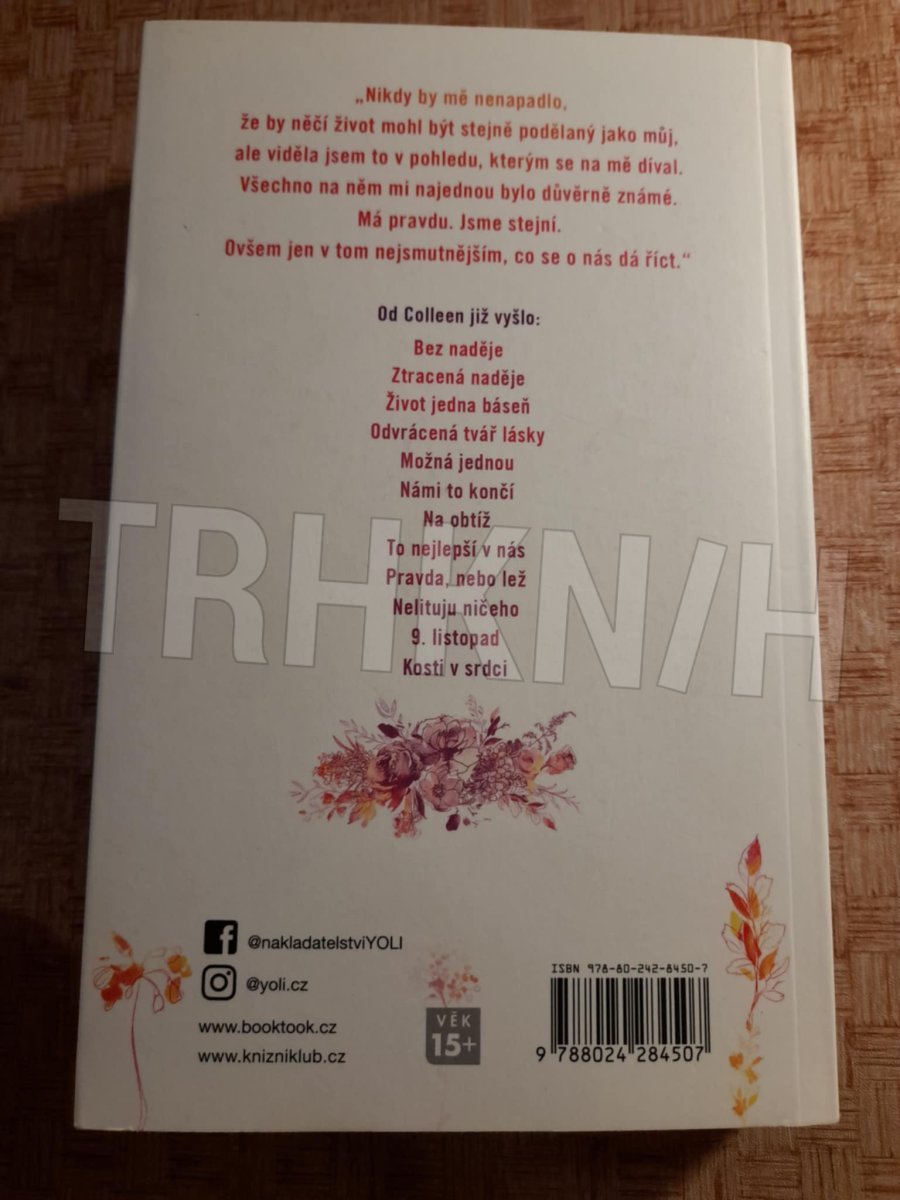 „Nikdy by mě nenapadlo,
že by něčí život mohl být stejně podělaný jako můj,
ale viděla jsem to v pohledu, kterým se na mě díval.
Všechno na něm mi najednou bylo důvěrně známé.
Má pravdu. Jsme stejní.
Ovšem jen v tom nejsmutnějším, co se o nás dá říct.“
Od Colleen již vyšlo:
Bez naděje
Ztracená naděje
Život jedna báseň
Odvrácená tvář lásky
Možná jednou
Námi to končí
Na obtíž
To nejlepší v nás
Pravda, nebo lež
Nelituju ničeho
9. listopad
Kosti v srdci
TRHKNIH
@nakladatelstvíYOLI
@yoli.cz
www.booktook.cz
www.knizniklub.cz
VĚK
15+
ISBN 978-80-242-8450-7
9 788024 284507